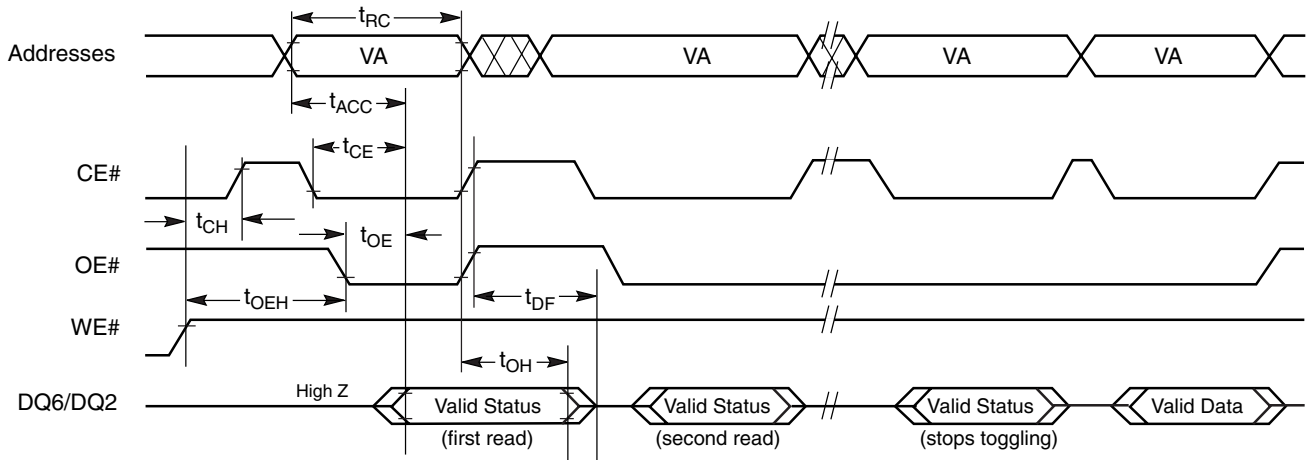 tRC
Addresses VA VA VA VA
tACC
tCE
CE#
tCH
tOE
OE#
tOEH
tDF
WE#
tOH
High Z
DQ6/DQ2 Valid Status Valid Status Valid Status Valid Data
(first read) (second read) (stops toggling)